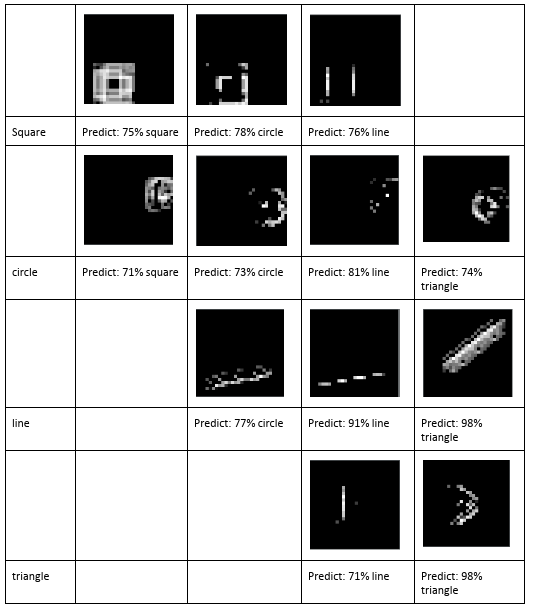 Square
Predict: 75% square
Predict: 78% circle
Predict: 76% line
circle
Predict: 71% square
Predict: 73% circle
Predict: 81% line
Predict: 74%
triangle
line
Predict: 77% circle
Predict: 91% line
Predict: 98%
triangle
triangle
Predict: 71% line
Predict: 98%
triangle